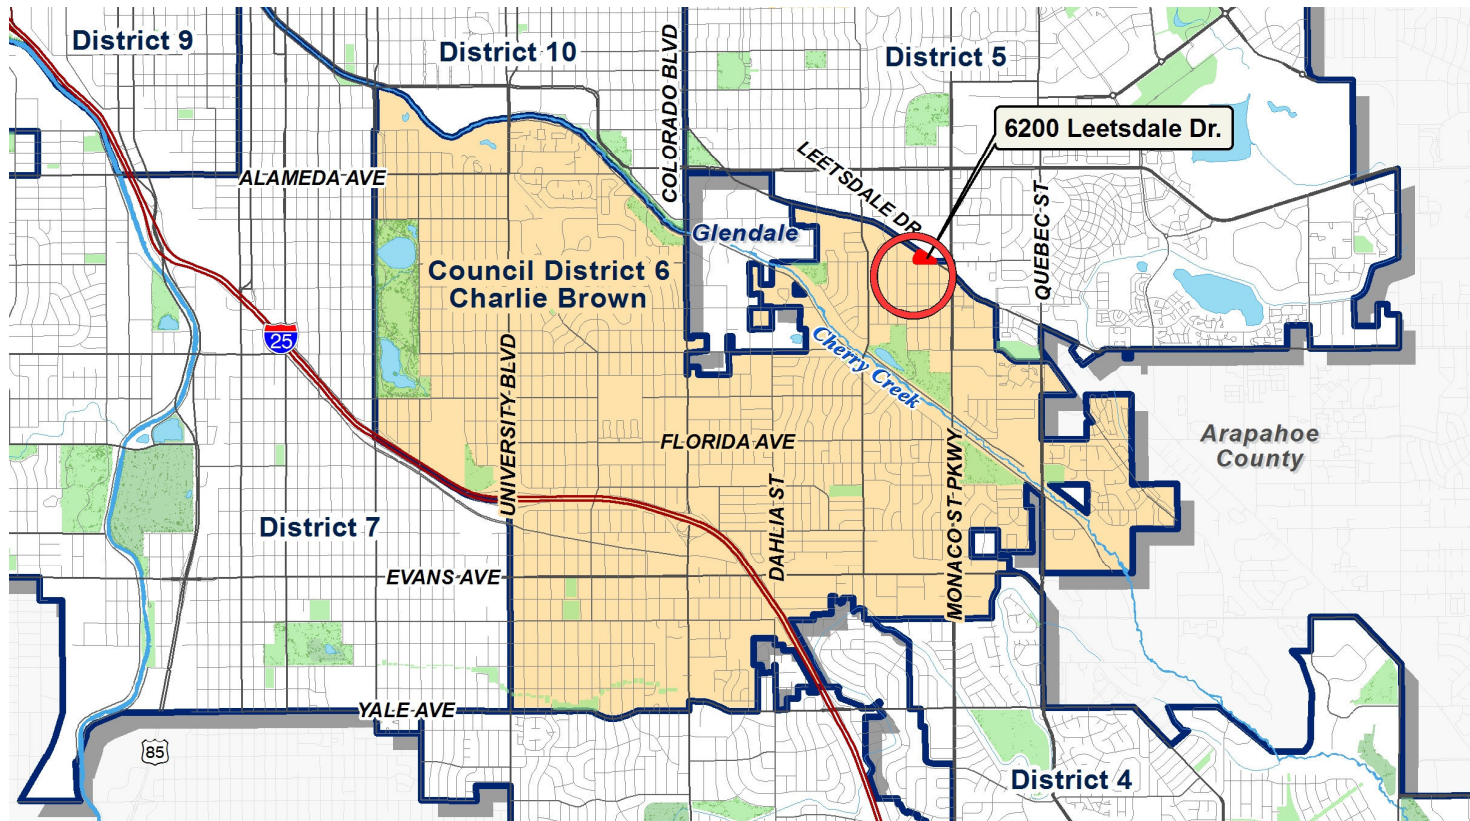 District 9
District 10
COLORADO BLVD
District 5
6200 Leetsdale Dr.
ALAMEDA AVE
LEETSDALE DR
QUEBEC ST
Glendale
Council District 6
Charlie Brown
25
UNIVERSITY BLVD
Cherry Creek
FLORIDA AVE
Arapahoe
County
DAHLIA ST
MONACO ST PKWY
District 7
EVANS AVE
YALE AVE
85
District 4